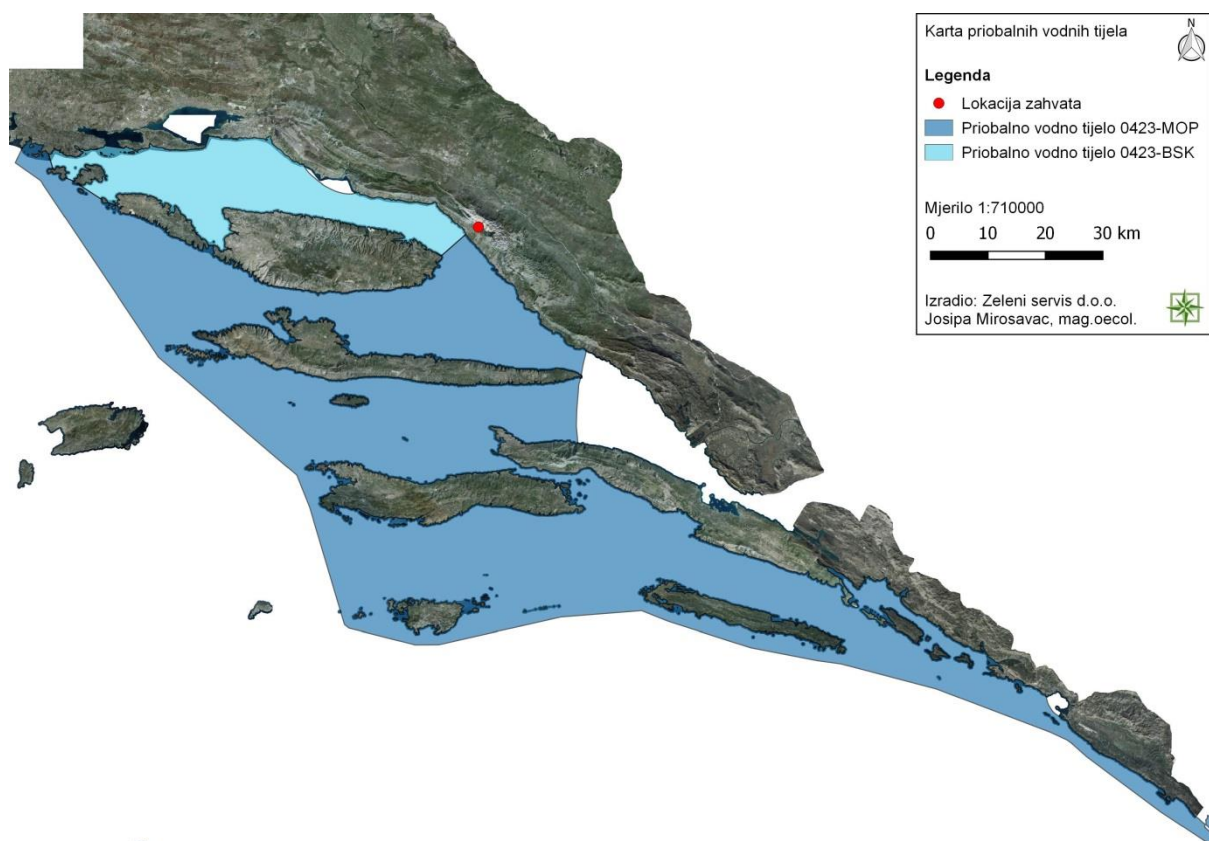 Karta priobalnih vodnih tijela
N
Legenda
Lokacija zahvata
Priobalno vodno tijelo 0423-MOP
Priobalno vodno tijelo 0423-BSK
Mjerilo 1:710000
0 10 20 30 km
Izradio: Zeleni servis d.o.o.
Josipa Mirosavac, mag.oecol.